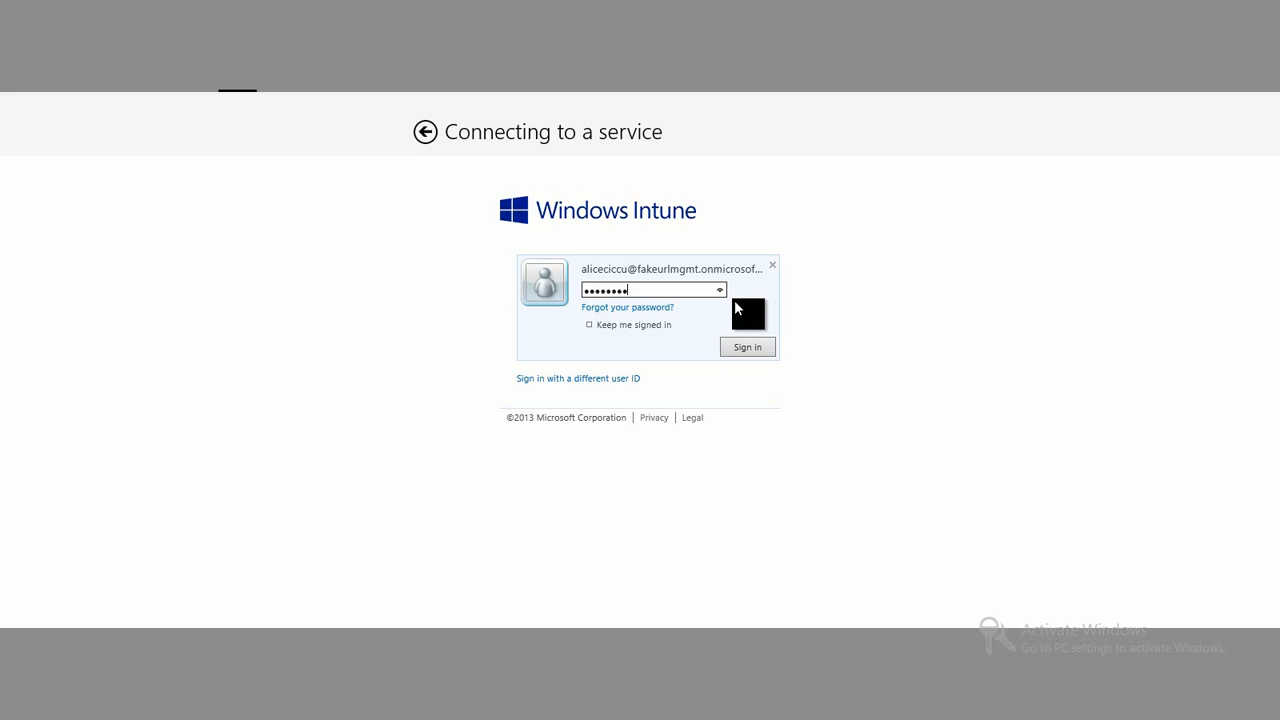 Connecting to a service
Windows Intune
aliceciccu@fakeurlmgmt.onmicrosof...
••••••••
Forgot your password?
Keep me signed in
Sign in
Sign in with a different user ID
©2013 Microsoft Corporation | Privacy | Legal
Activate Windows
Go to PC settings to activate Windows.